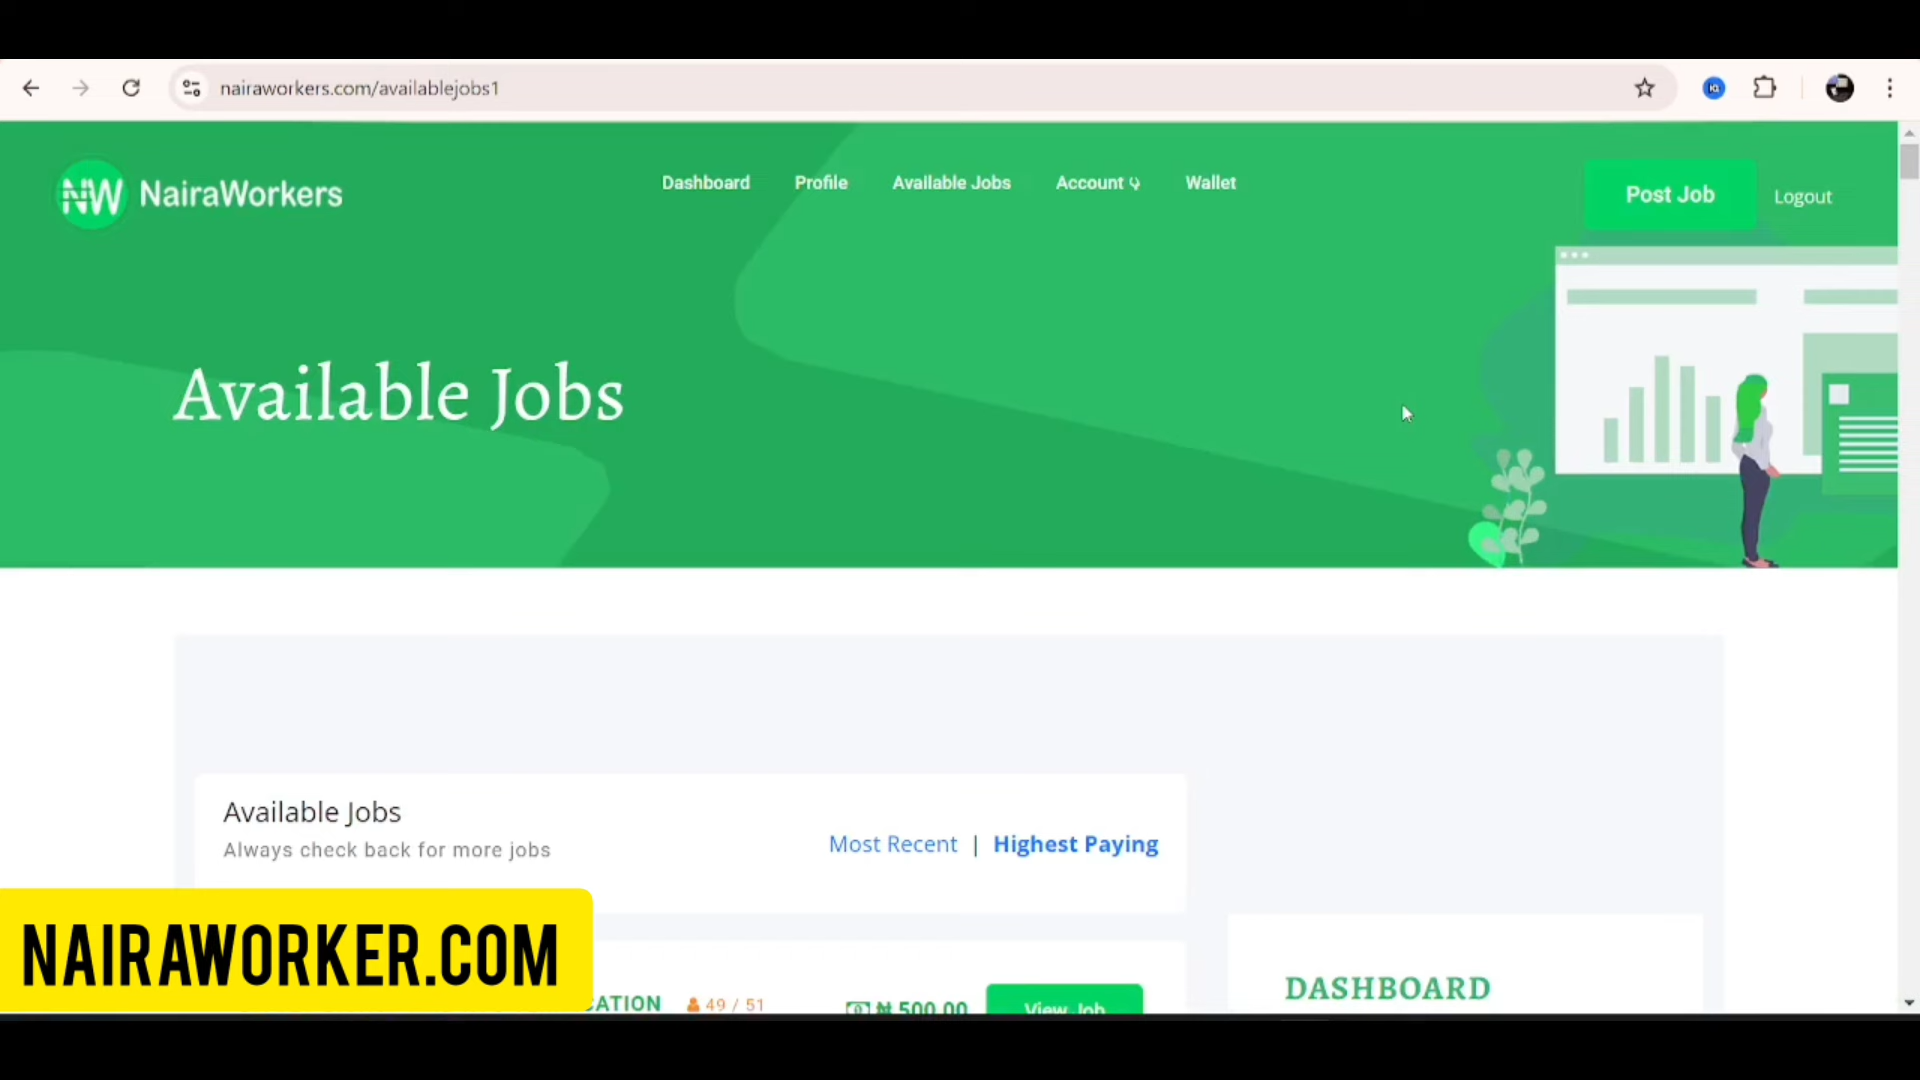 nairaworkers.com/availablejobs1
NW NairaWorkers
Dashboard Profile Available Jobs Account Wallet
Post Job Logout
Available Jobs
Available Jobs
Always check back for more jobs
Most Recent | Highest Paying
NAIRAWORKER.COM
CATION 49 / 51 ₦ 500.00 View Job
DASHBOARD